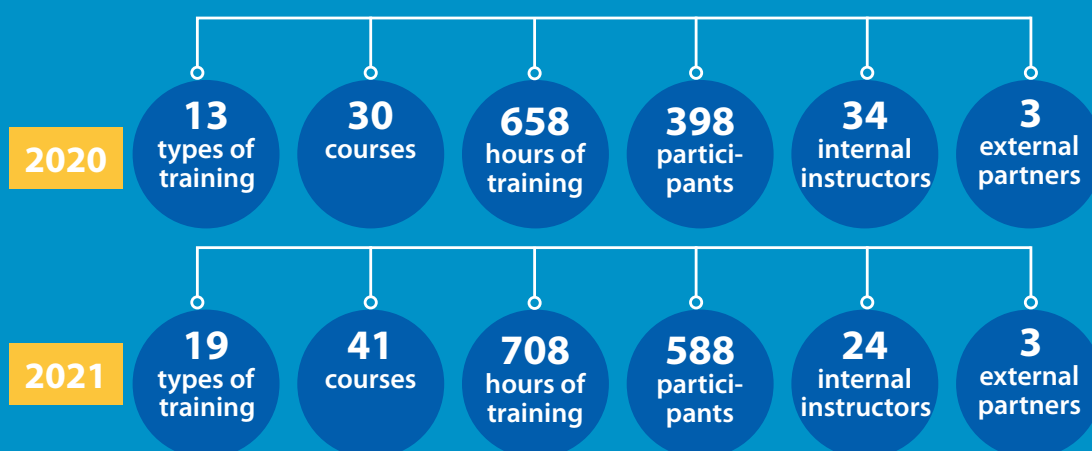 2020
13
types of
training
30
courses
658
hours of
training
398
partici-
pants
34
internal
instructors
3
external
partners
2021
19
types of
training
41
courses
708
hours of
training
588
partici-
pants
24
internal
instructors
3
external
partners